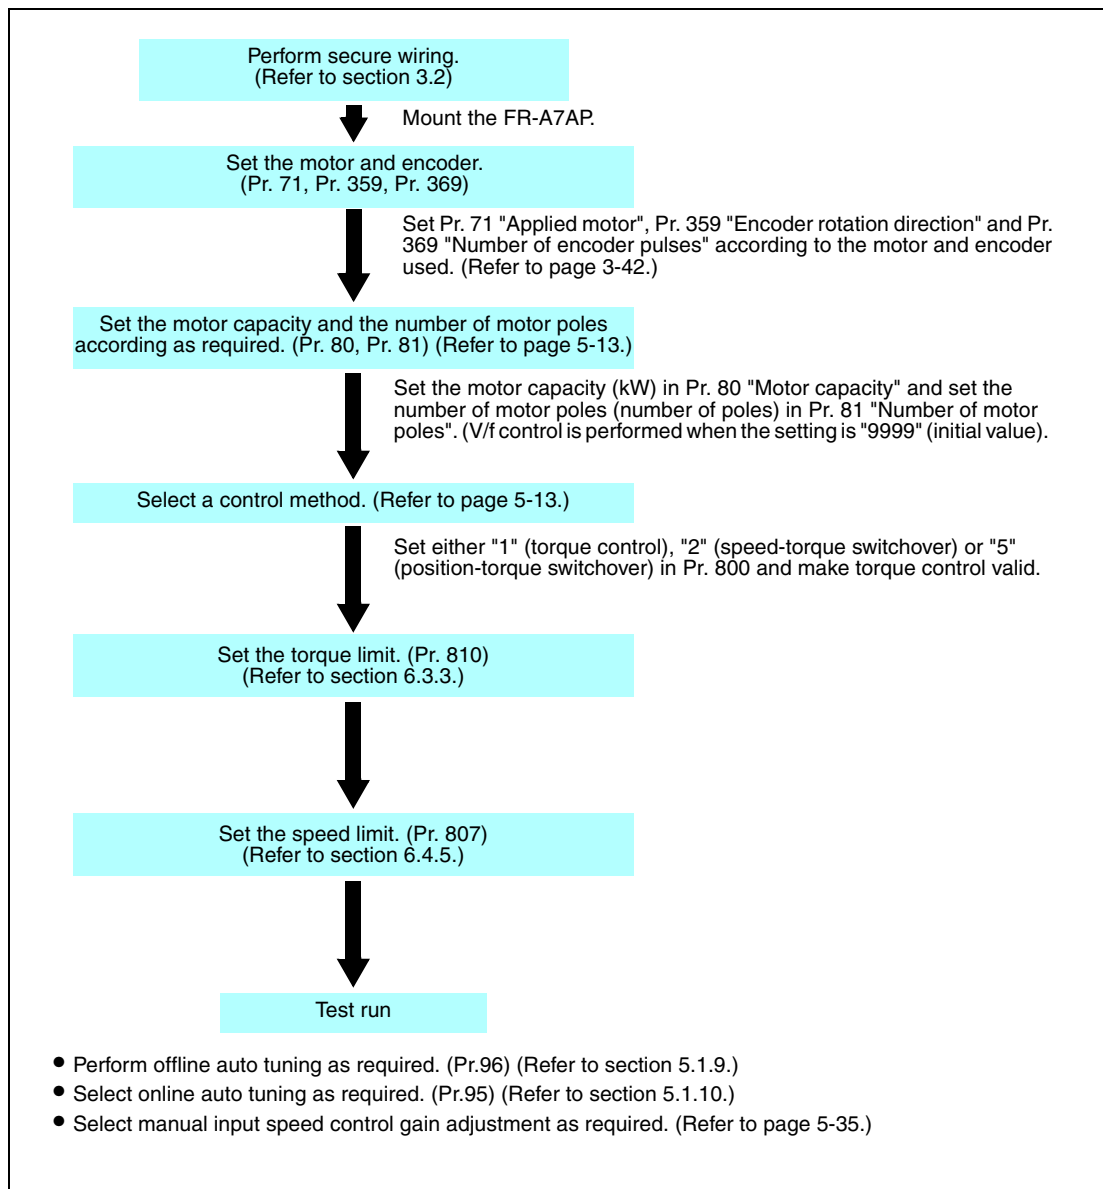 Perform secure wiring.
(Refer to section 3.2)
Mount the FR-A7AP.
Set the motor and encoder.
(Pr. 71, Pr. 359, Pr. 369)
Set Pr. 71 "Applied motor", Pr. 359 "Encoder rotation direction" and Pr.
369 "Number of encoder pulses" according to the motor and encoder
used. (Refer to page 3-42.)
Set the motor capacity and the number of motor poles
according as required. (Pr. 80, Pr. 81) (Refer to page 5-13.)
Set the motor capacity (kW) in Pr. 80 "Motor capacity" and set the
number of motor poles (number of poles) in Pr. 81 "Number of motor
poles". (V/f control is performed when the setting is "9999" (initial value).
Select a control method. (Refer to page 5-13.)
Set either "1" (torque control), "2" (speed-torque switchover) or "5"
(position-torque switchover) in Pr. 800 and make torque control valid.
Set the torque limit. (Pr. 810)
(Refer to section 6.3.3.)
Set the speed limit. (Pr. 807)
(Refer to section 6.4.5.)
Test run
● Perform offline auto tuning as required. (Pr.96) (Refer to section 5.1.9.)
● Select online auto tuning as required. (Pr.95) (Refer to section 5.1.10.)
● Select manual input speed control gain adjustment as required. (Refer to page 5-35.)